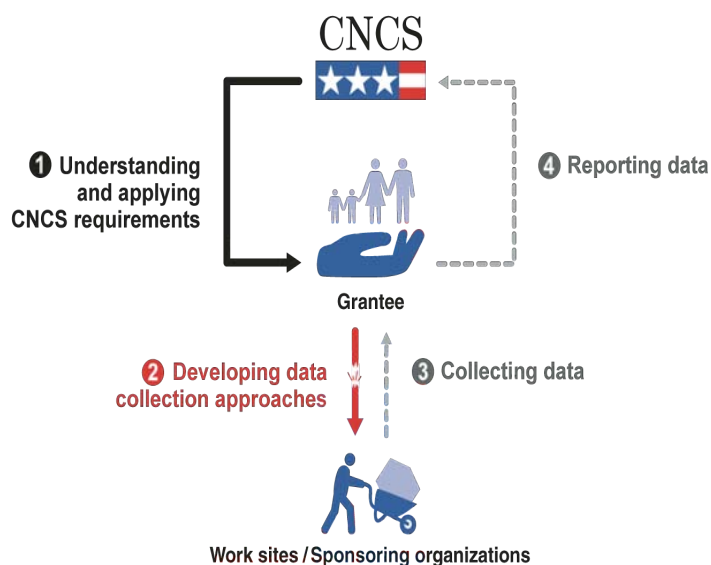 CNCS
1 Understanding
and applying
CNCS requirements
4 Reporting data
Grantee
2 Developing data
collection approaches
3 Collecting data
Work sites / Sponsoring organizations